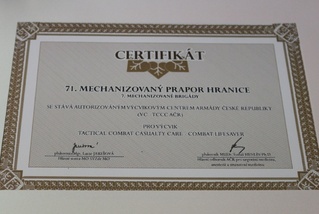 CERTIFIKÁT
71. MECHANIZOVANÝ PRAPOR HRANICE
7. MECHANIZOVANÉ BRIGÁDY
SE STÁVÁ AUTORIZOVANÝM VÝCVIKOVÝM CENTREM ARMÁDY ČESKÉ REPUBLIKY
(VC - TCCC AČR)
PRO VÝCVIK
TACTICAL COMBAT CASUALTY CARE - COMBAT LIFESAVER